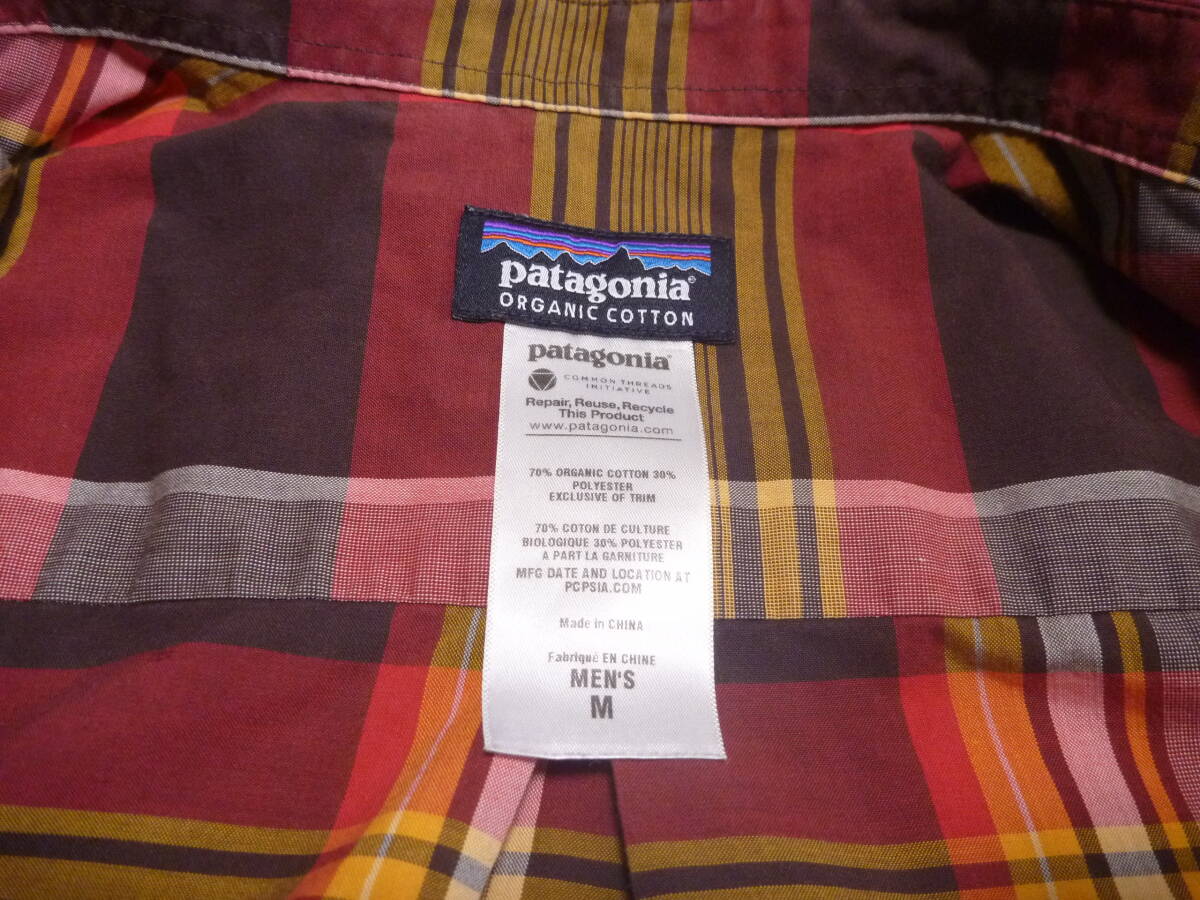 patagonia®
ORGANIC COTTON
patagonia
COMMON THREADS
INITIATIVE
Repair, Reuse, Recycle
This Product
www.patagonia.com
70% ORGANIC COTTON 30%
POLYESTER
EXCLUSIVE OF TRIM
70% COTON DE CULTURE
BIOLOGIQUE 30% POLYESTER
A PART LA GARNITURE
MFG DATE AND LOCATION AT
PCPSIA.COM
Made in CHINA
Fabriqué EN CHINE
MEN'S
M